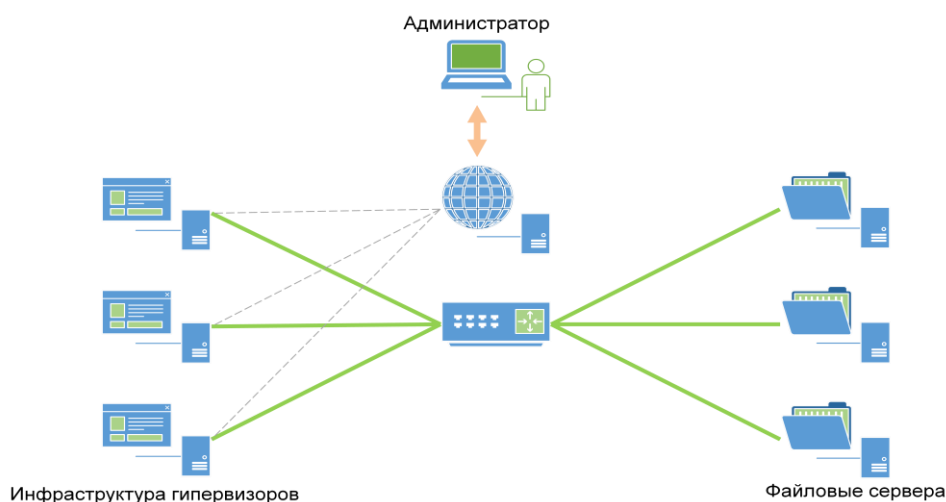 Администратор
Инфраструктура гипервизоров
Файловые сервера